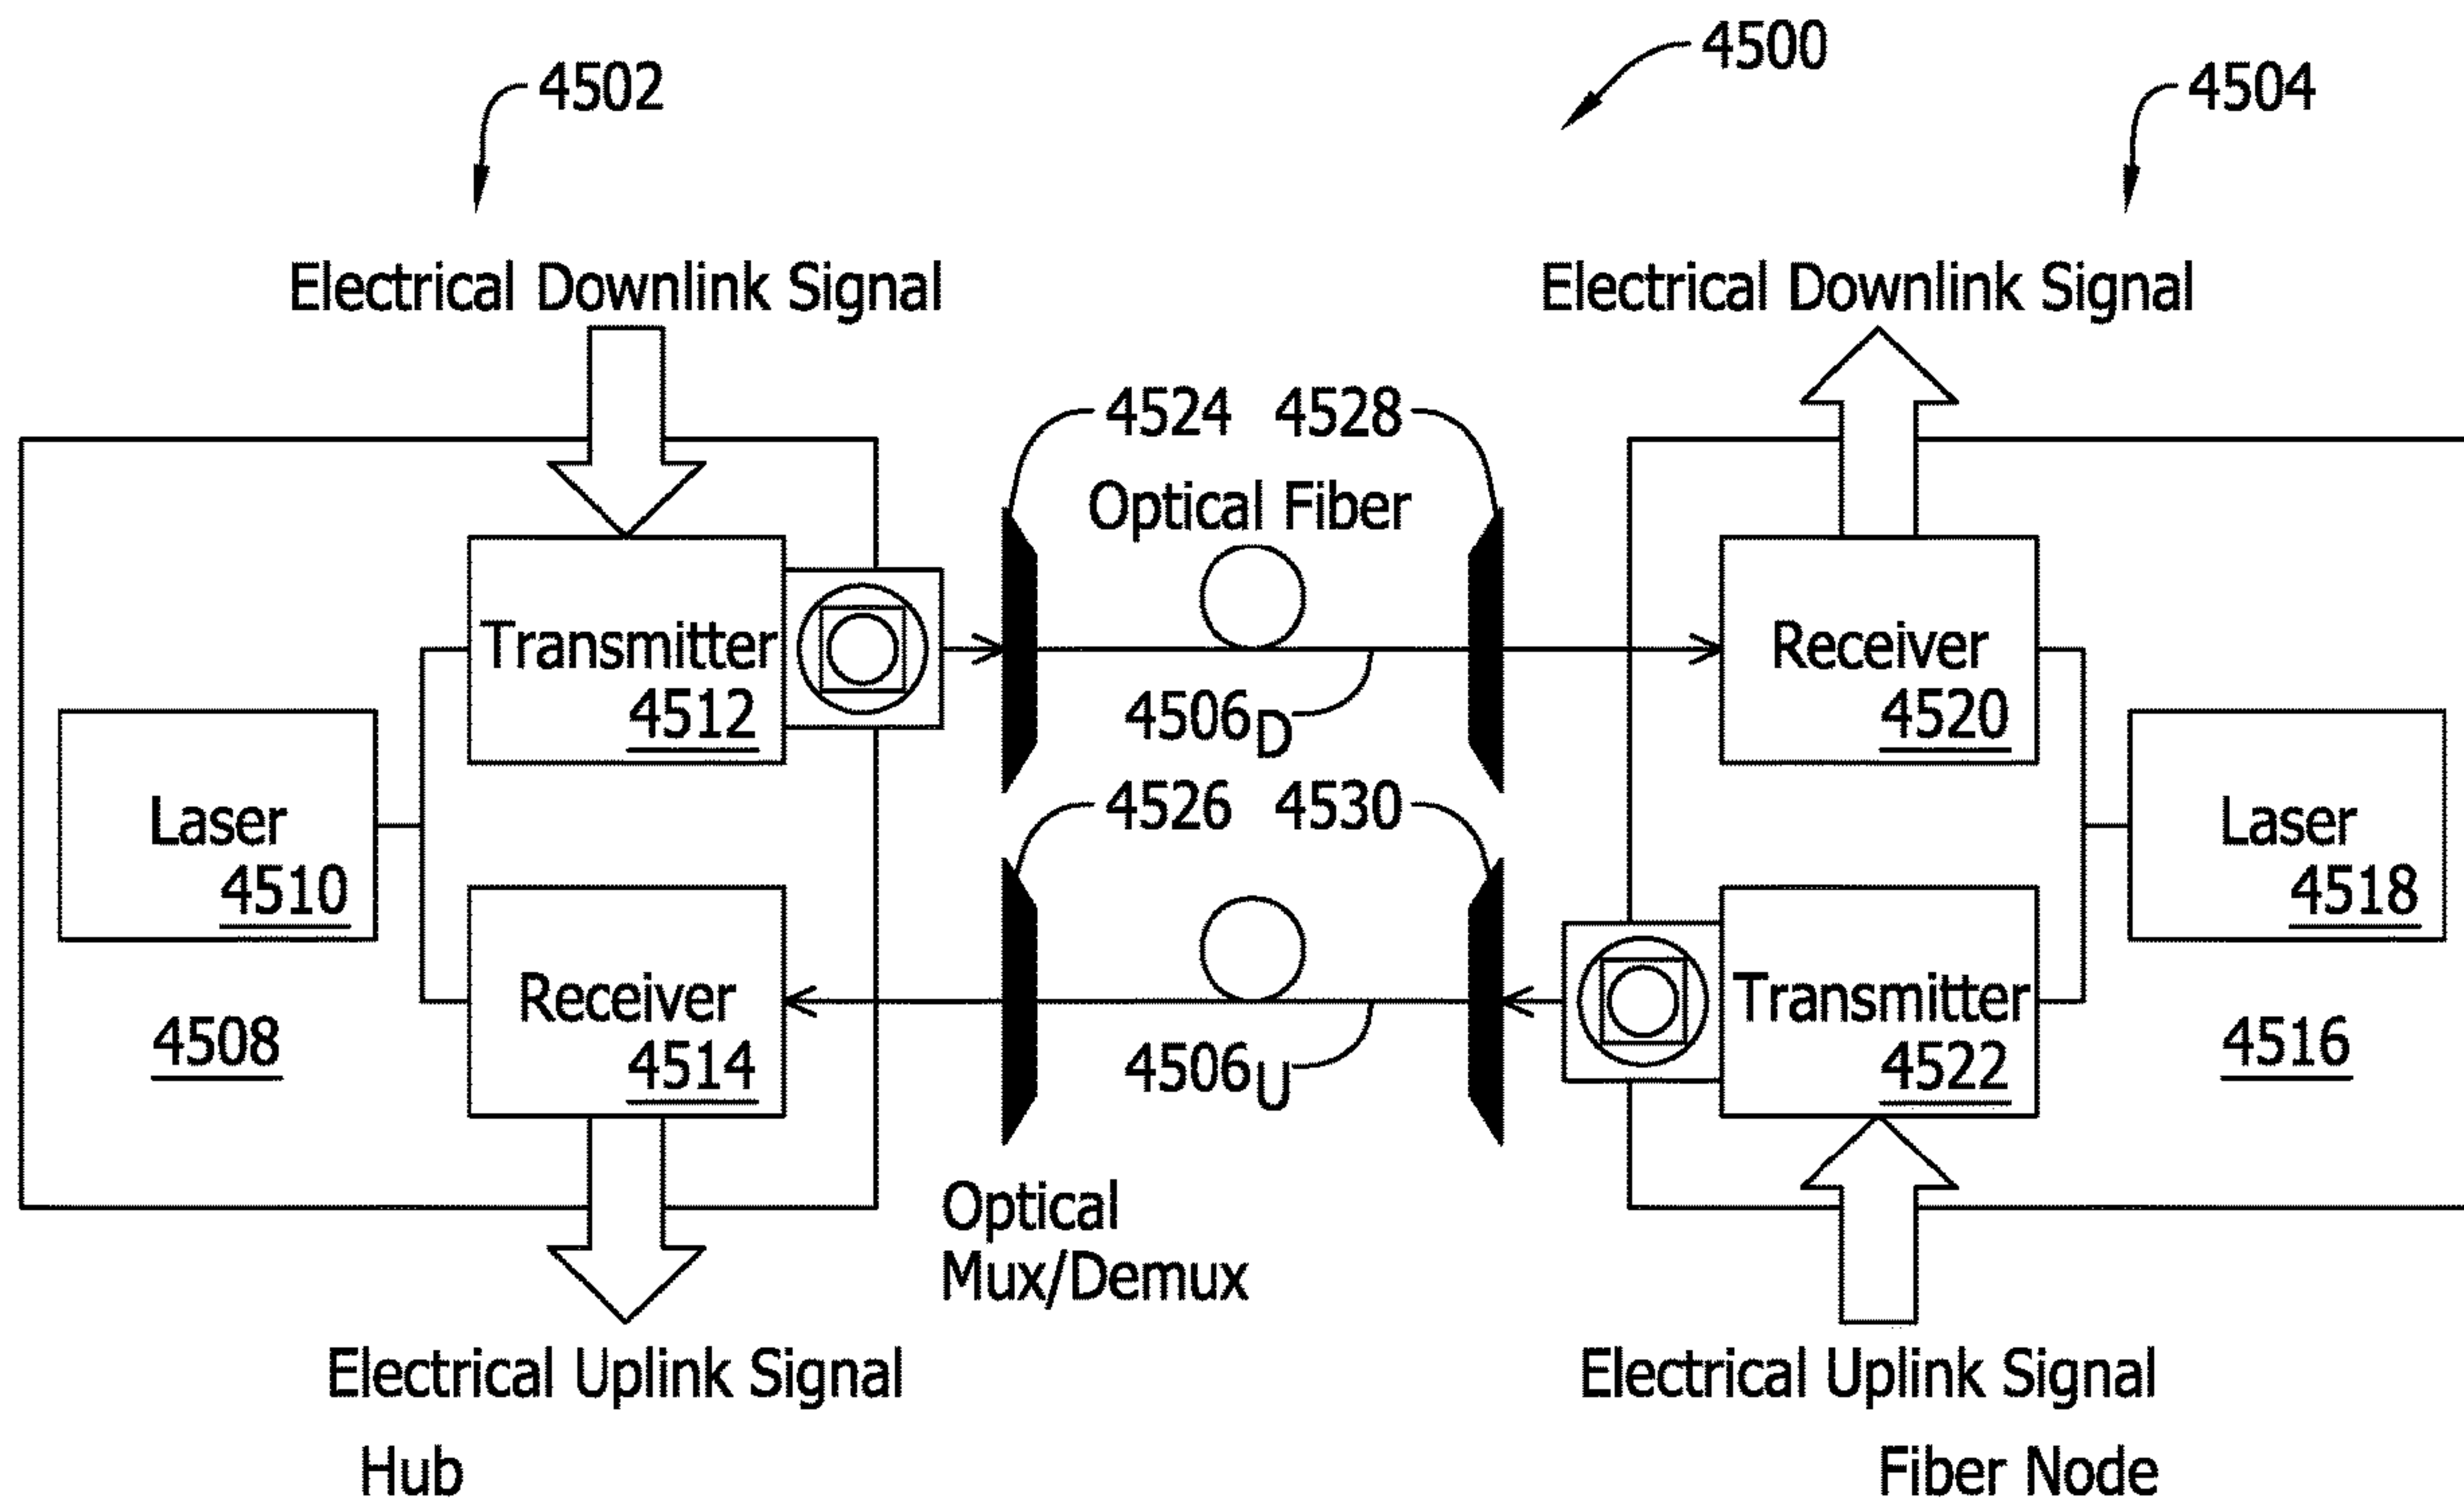 4500
4502
4504
Electrical Downlink Signal
Electrical Downlink Signal
4524
4528
Optical Fiber
Transmitter
4512
Receiver
4520
4506D
Laser
4510
4526
4530
Laser
4518
Receiver
4514
Transmitter
4522
4508
4506U
4516
Optical
Mux/Demux
Electrical Uplink Signal
Electrical Uplink Signal
Hub
Fiber Node